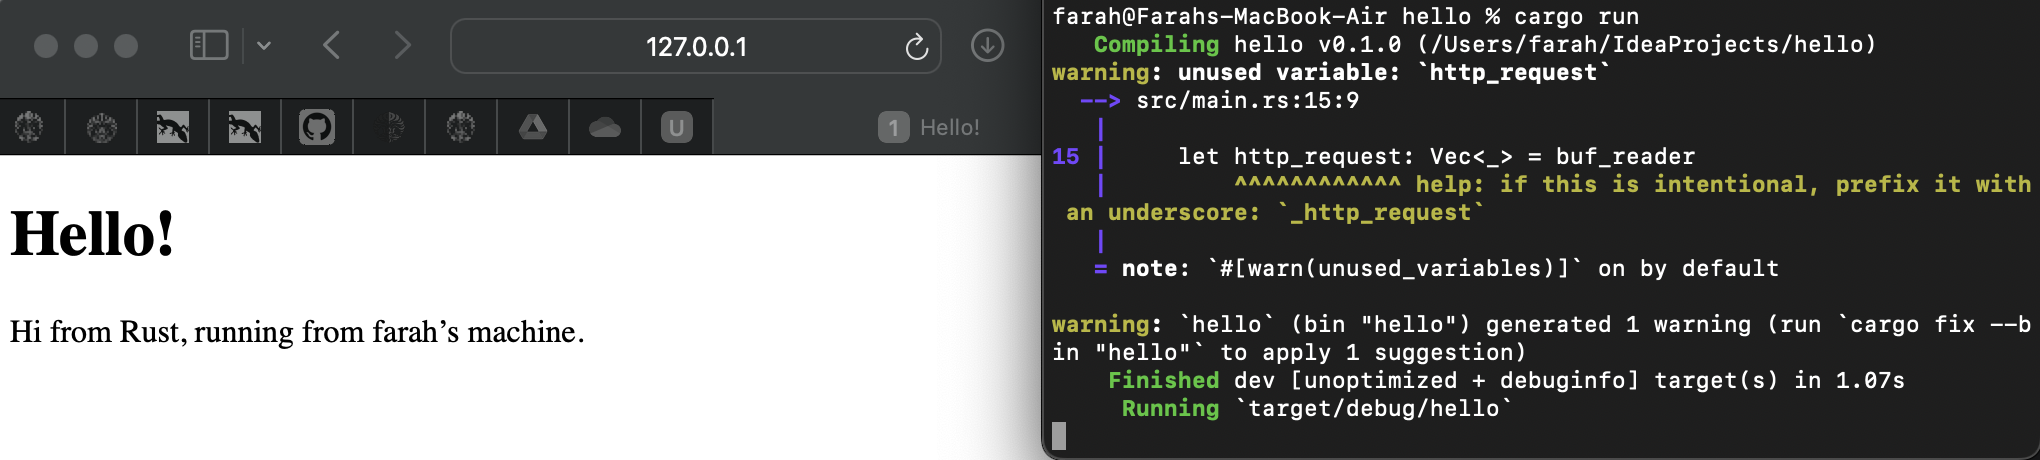 127.0.0.1
U
1 Hello!
Hello!
Hi from Rust, running from farah’s machine.
farah@Farahs-MacBook-Air hello % cargo run
   Compiling hello v0.1.0 (/Users/farah/IdeaProjects/hello)
warning: unused variable: `http_request`
  --> src/main.rs:15:9
   |
15 |     let http_request: Vec<_> = buf_reader
   |         ^^^^^^^^^^^^ help: if this is intentional, prefix it with
 an underscore: `_http_request`
   |
   = note: `#[warn(unused_variables)]` on by default

warning: `hello` (bin "hello") generated 1 warning (run `cargo fix --b
in "hello"` to apply 1 suggestion)
    Finished dev [unoptimized + debuginfo] target(s) in 1.07s
     Running `target/debug/hello`